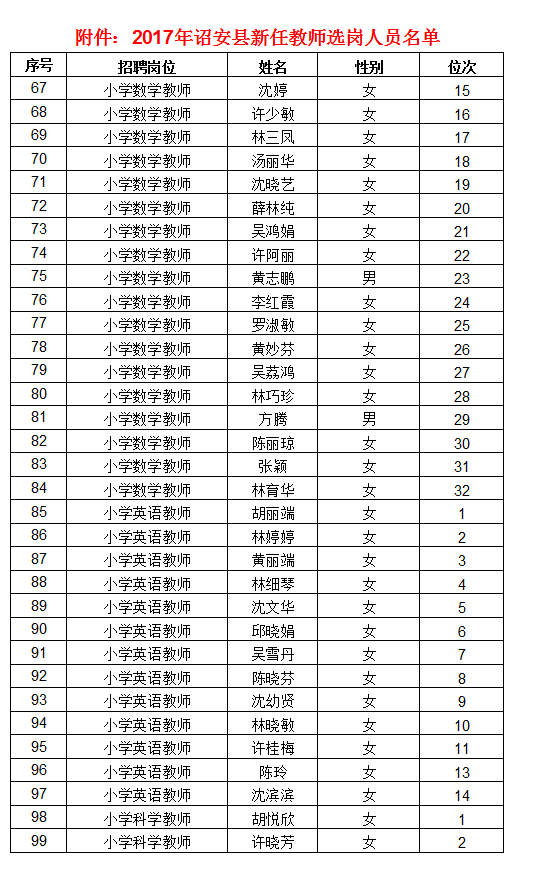 附件：2017年诏安县新任教师选岗人员名单
序号 招聘岗位 姓名 性别 位次
67 小学数学教师 沈婷 女 15
68 小学数学教师 许少敏 女 16
69 小学数学教师 林三凤 女 17
70 小学数学教师 汤丽华 女 18
71 小学数学教师 沈晓艺 女 19
72 小学数学教师 薛林纯 女 20
73 小学数学教师 吴鸿娟 女 21
74 小学数学教师 许阿丽 女 22
75 小学数学教师 黄志鹏 男 23
76 小学数学教师 李红霞 女 24
77 小学数学教师 罗淑敏 女 25
78 小学数学教师 黄妙芬 女 26
79 小学数学教师 吴荔鸿 女 27
80 小学数学教师 林巧珍 女 28
81 小学数学教师 方腾 男 29
82 小学数学教师 陈丽琼 女 30
83 小学数学教师 张颖 女 31
84 小学数学教师 林育华 女 32
85 小学英语教师 胡丽端 女 1
86 小学英语教师 林婷婷 女 2
87 小学英语教师 黄丽端 女 3
88 小学英语教师 林细琴 女 4
89 小学英语教师 沈文华 女 5
90 小学英语教师 邱晓娟 女 6
91 小学英语教师 吴雪丹 女 7
92 小学英语教师 陈晓芬 女 8
93 小学英语教师 沈幼贤 女 9
94 小学英语教师 林晓敏 女 10
95 小学英语教师 许桂梅 女 11
96 小学英语教师 陈玲 女 13
97 小学英语教师 沈滨滨 女 14
98 小学科学教师 胡悦欣 女 1
99 小学科学教师 许晓芳 女 2